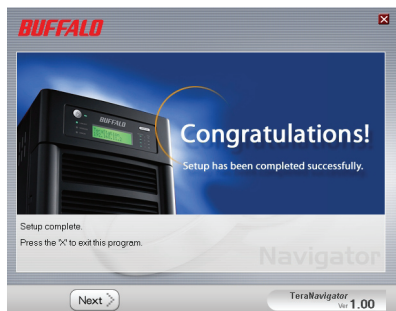 BUFFALO
BUFFALO
Congratulations!
Setup has been completed successfully.
Setup complete.
Press the "X" to exit this program.
Navigator
Next
TeraNavigator
Ver 1.00